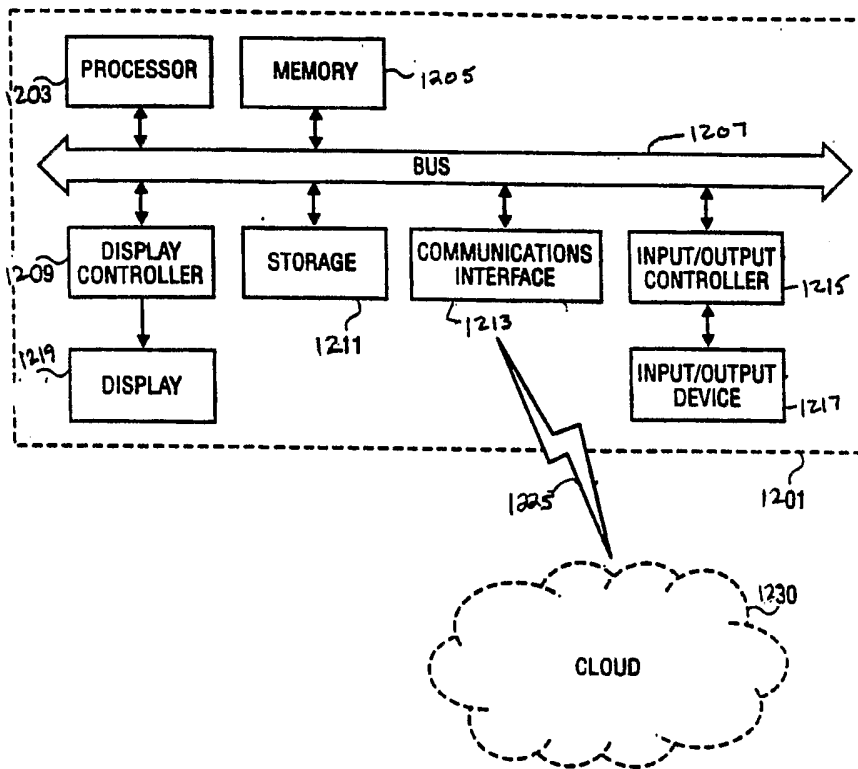 PROCESSOR
1203
MEMORY
1205
1207
BUS
DISPLAY
CONTROLLER
1209
STORAGE
1211
COMMUNICATIONS
INTERFACE
1213
INPUT/OUTPUT
CONTROLLER
1215
1219
DISPLAY
INPUT/OUTPUT
DEVICE
1217
1201
1225
1230
CLOUD